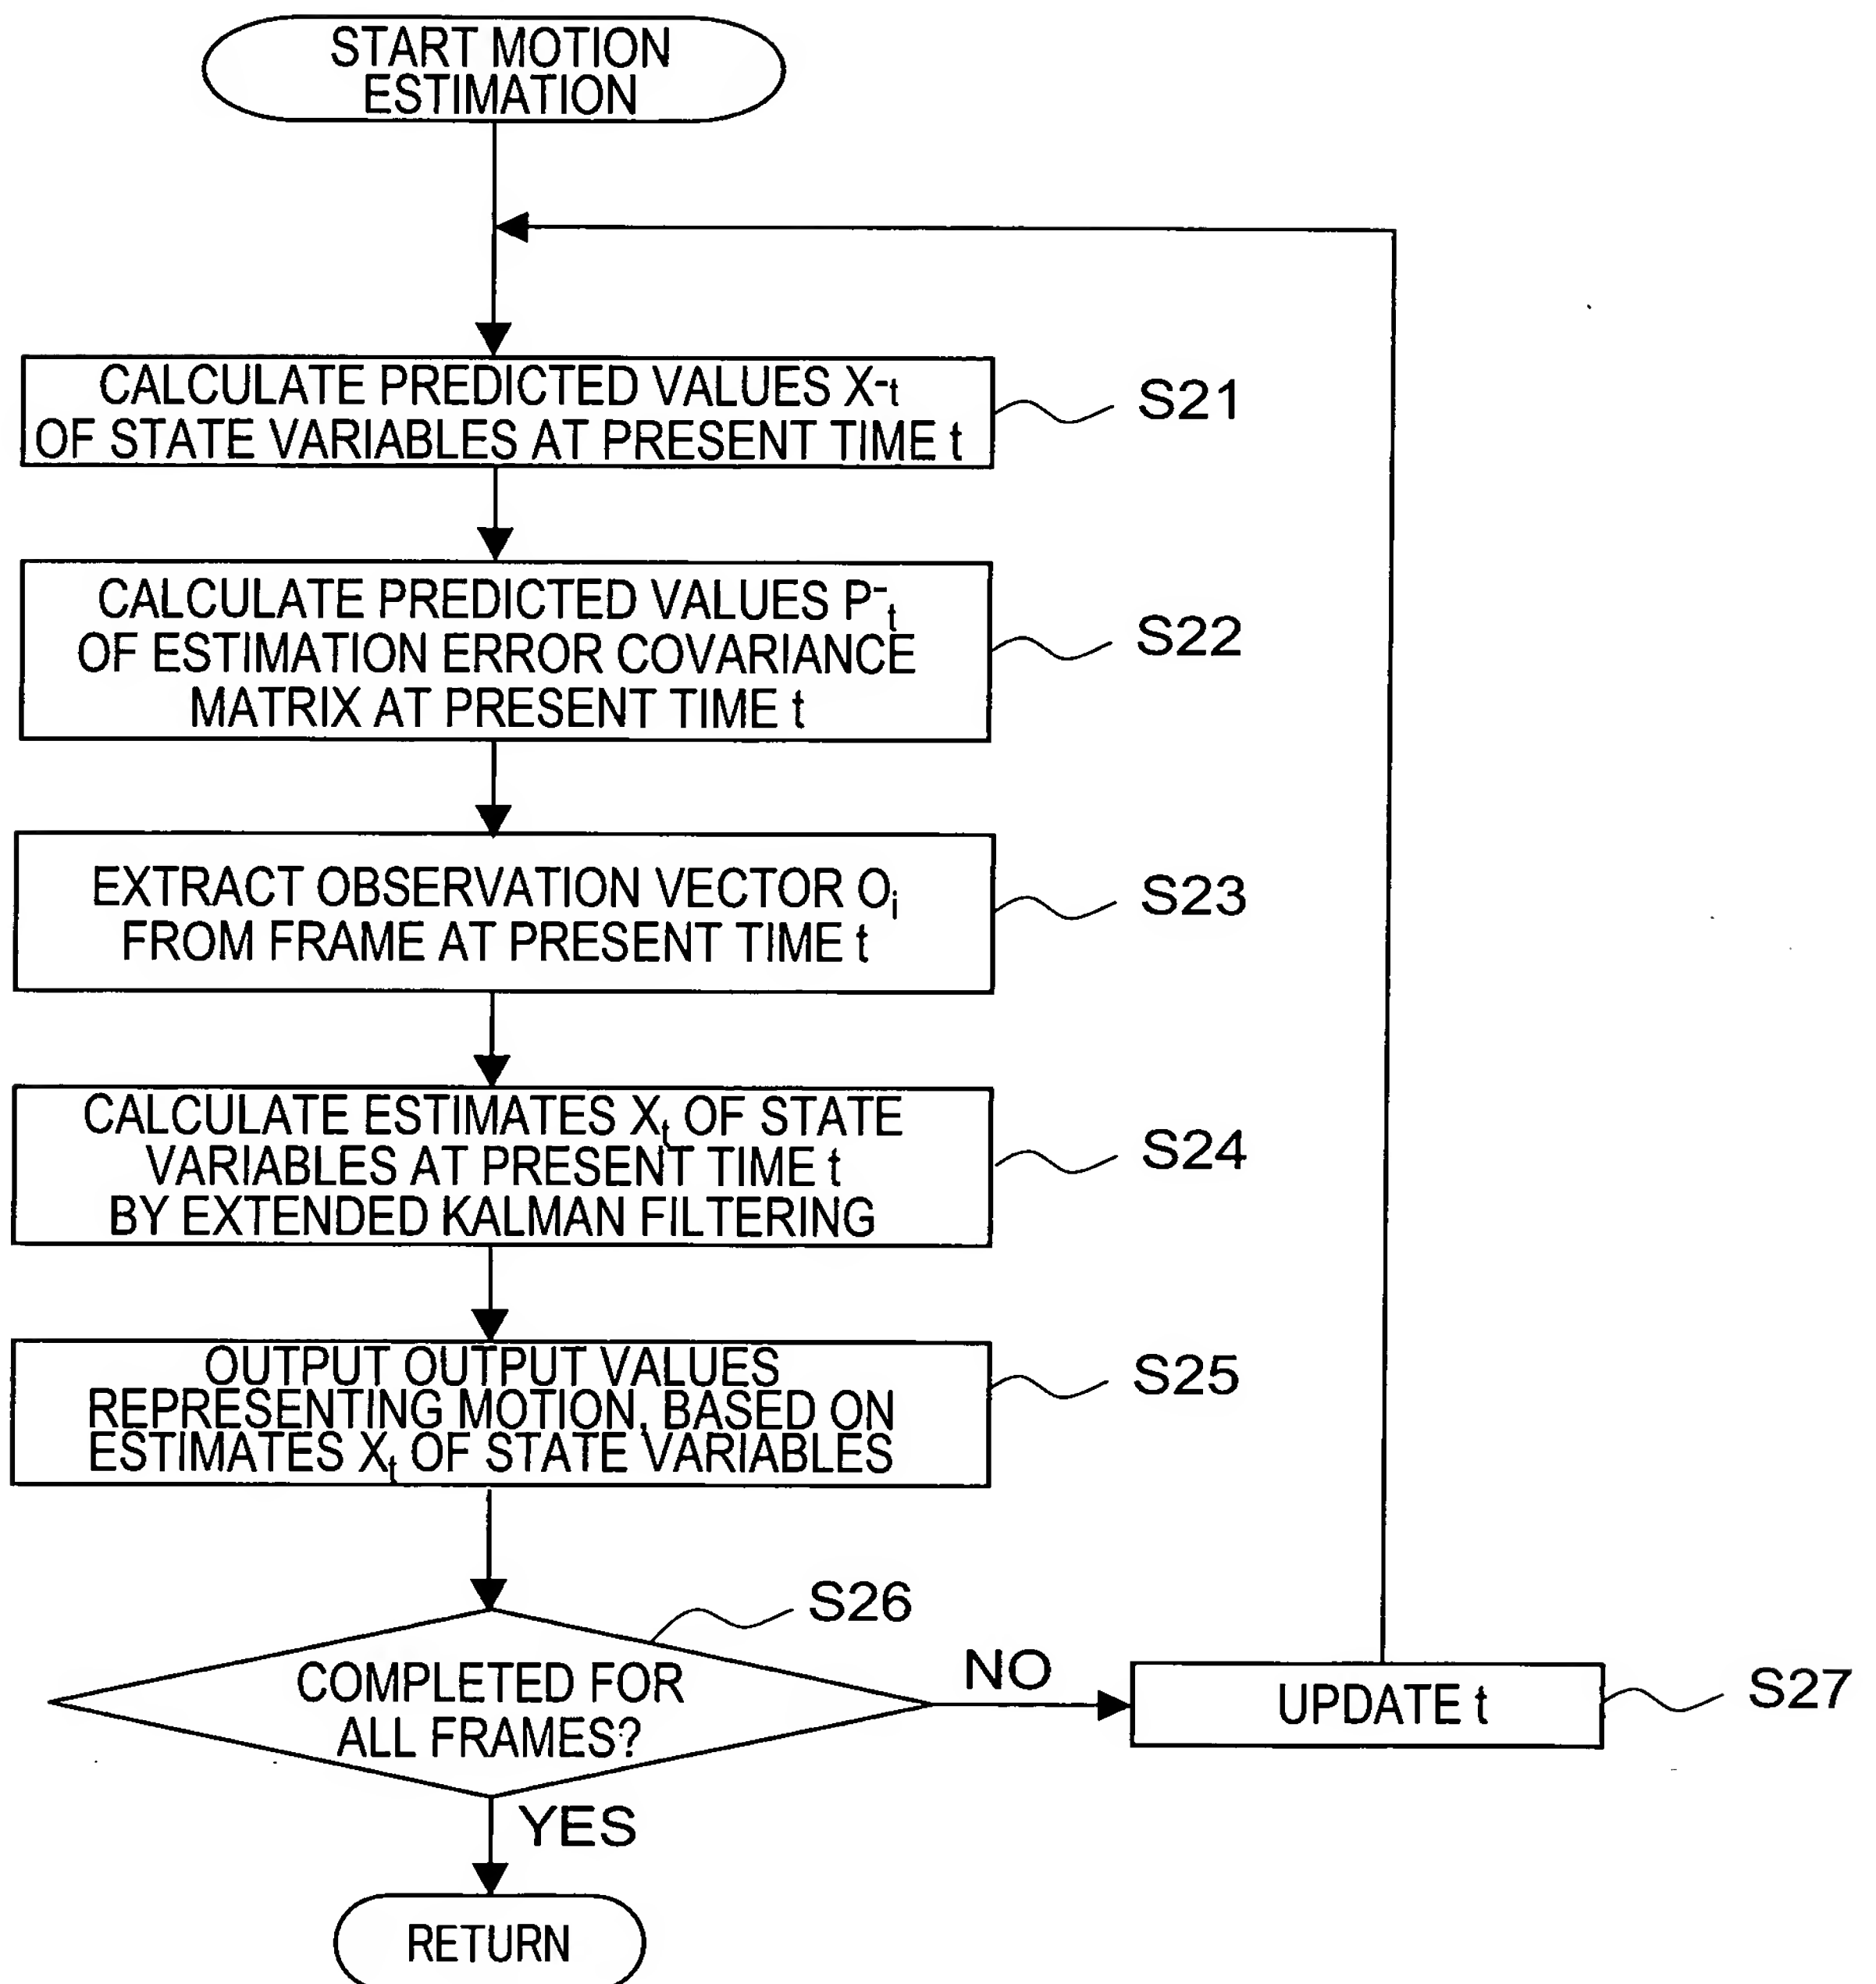 START MOTION
ESTIMATION
CALCULATE PREDICTED VALUES X⁻t
OF STATE VARIABLES AT PRESENT TIME t
S21
CALCULATE PREDICTED VALUES P⁻t
OF ESTIMATION ERROR COVARIANCE
MATRIX AT PRESENT TIME t
S22
EXTRACT OBSERVATION VECTOR Oi
FROM FRAME AT PRESENT TIME t
S23
CALCULATE ESTIMATES Xt OF STATE
VARIABLES AT PRESENT TIME t
BY EXTENDED KALMAN FILTERING
S24
OUTPUT OUTPUT VALUES
REPRESENTING MOTION, BASED ON
ESTIMATES Xt OF STATE VARIABLES
S25
S26
COMPLETED FOR
ALL FRAMES?
NO
UPDATE t
S27
YES
RETURN